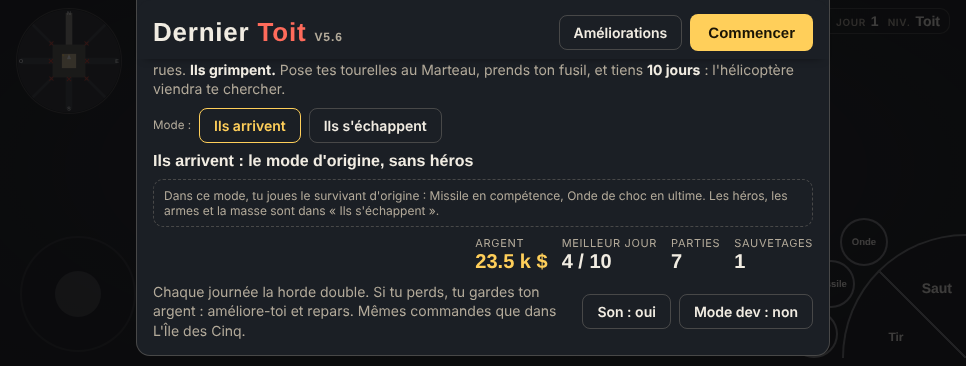 Dernier Toit V5.6
Améliorations
Commencer
JOUR 1 NIV. Toit
rues. Ils grimpent. Pose tes tourelles au Marteau, prends ton fusil, et tiens 10 jours : l'hélicoptère
viendra te chercher.
Mode : Ils arrivent Ils s'échappent
Ils arrivent : le mode d'origine, sans héros
Dans ce mode, tu joues le survivant d'origine : Missile en compétence, Onde de choc en ultime. Les héros, les
armes et la masse sont dans « Ils s'échappent ».
ARGENT MEILLEUR JOUR PARTIES SAUVETAGES
23.5 k $ 4 / 10 7 1
Chaque journée la horde double. Si tu perds, tu gardes ton
argent : améliore-toi et repars. Mêmes commandes que dans
L'Île des Cinq.
Son : oui
Mode dev : non
Onde
sile
Saut
Tir